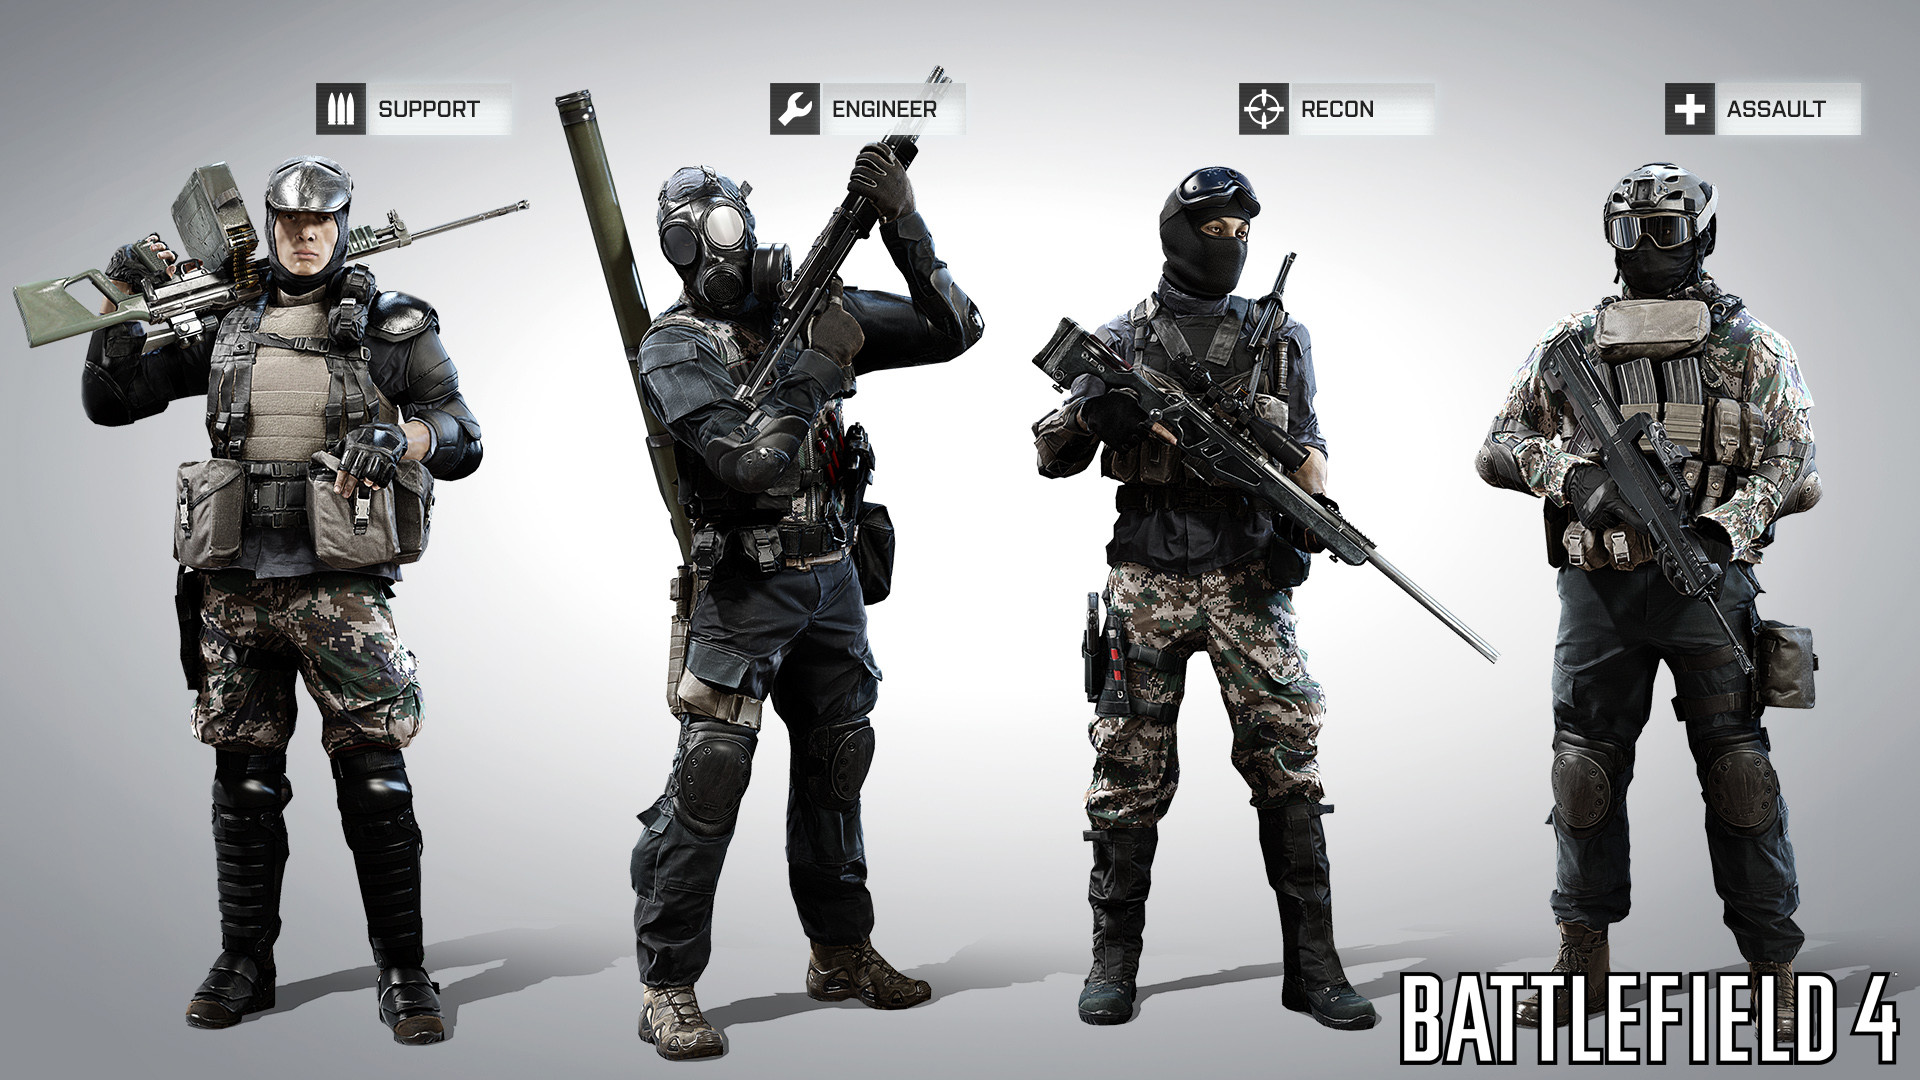 SUPPORT
ENGINEER
RECON
ASSAULT
BATTLEFIELD 4